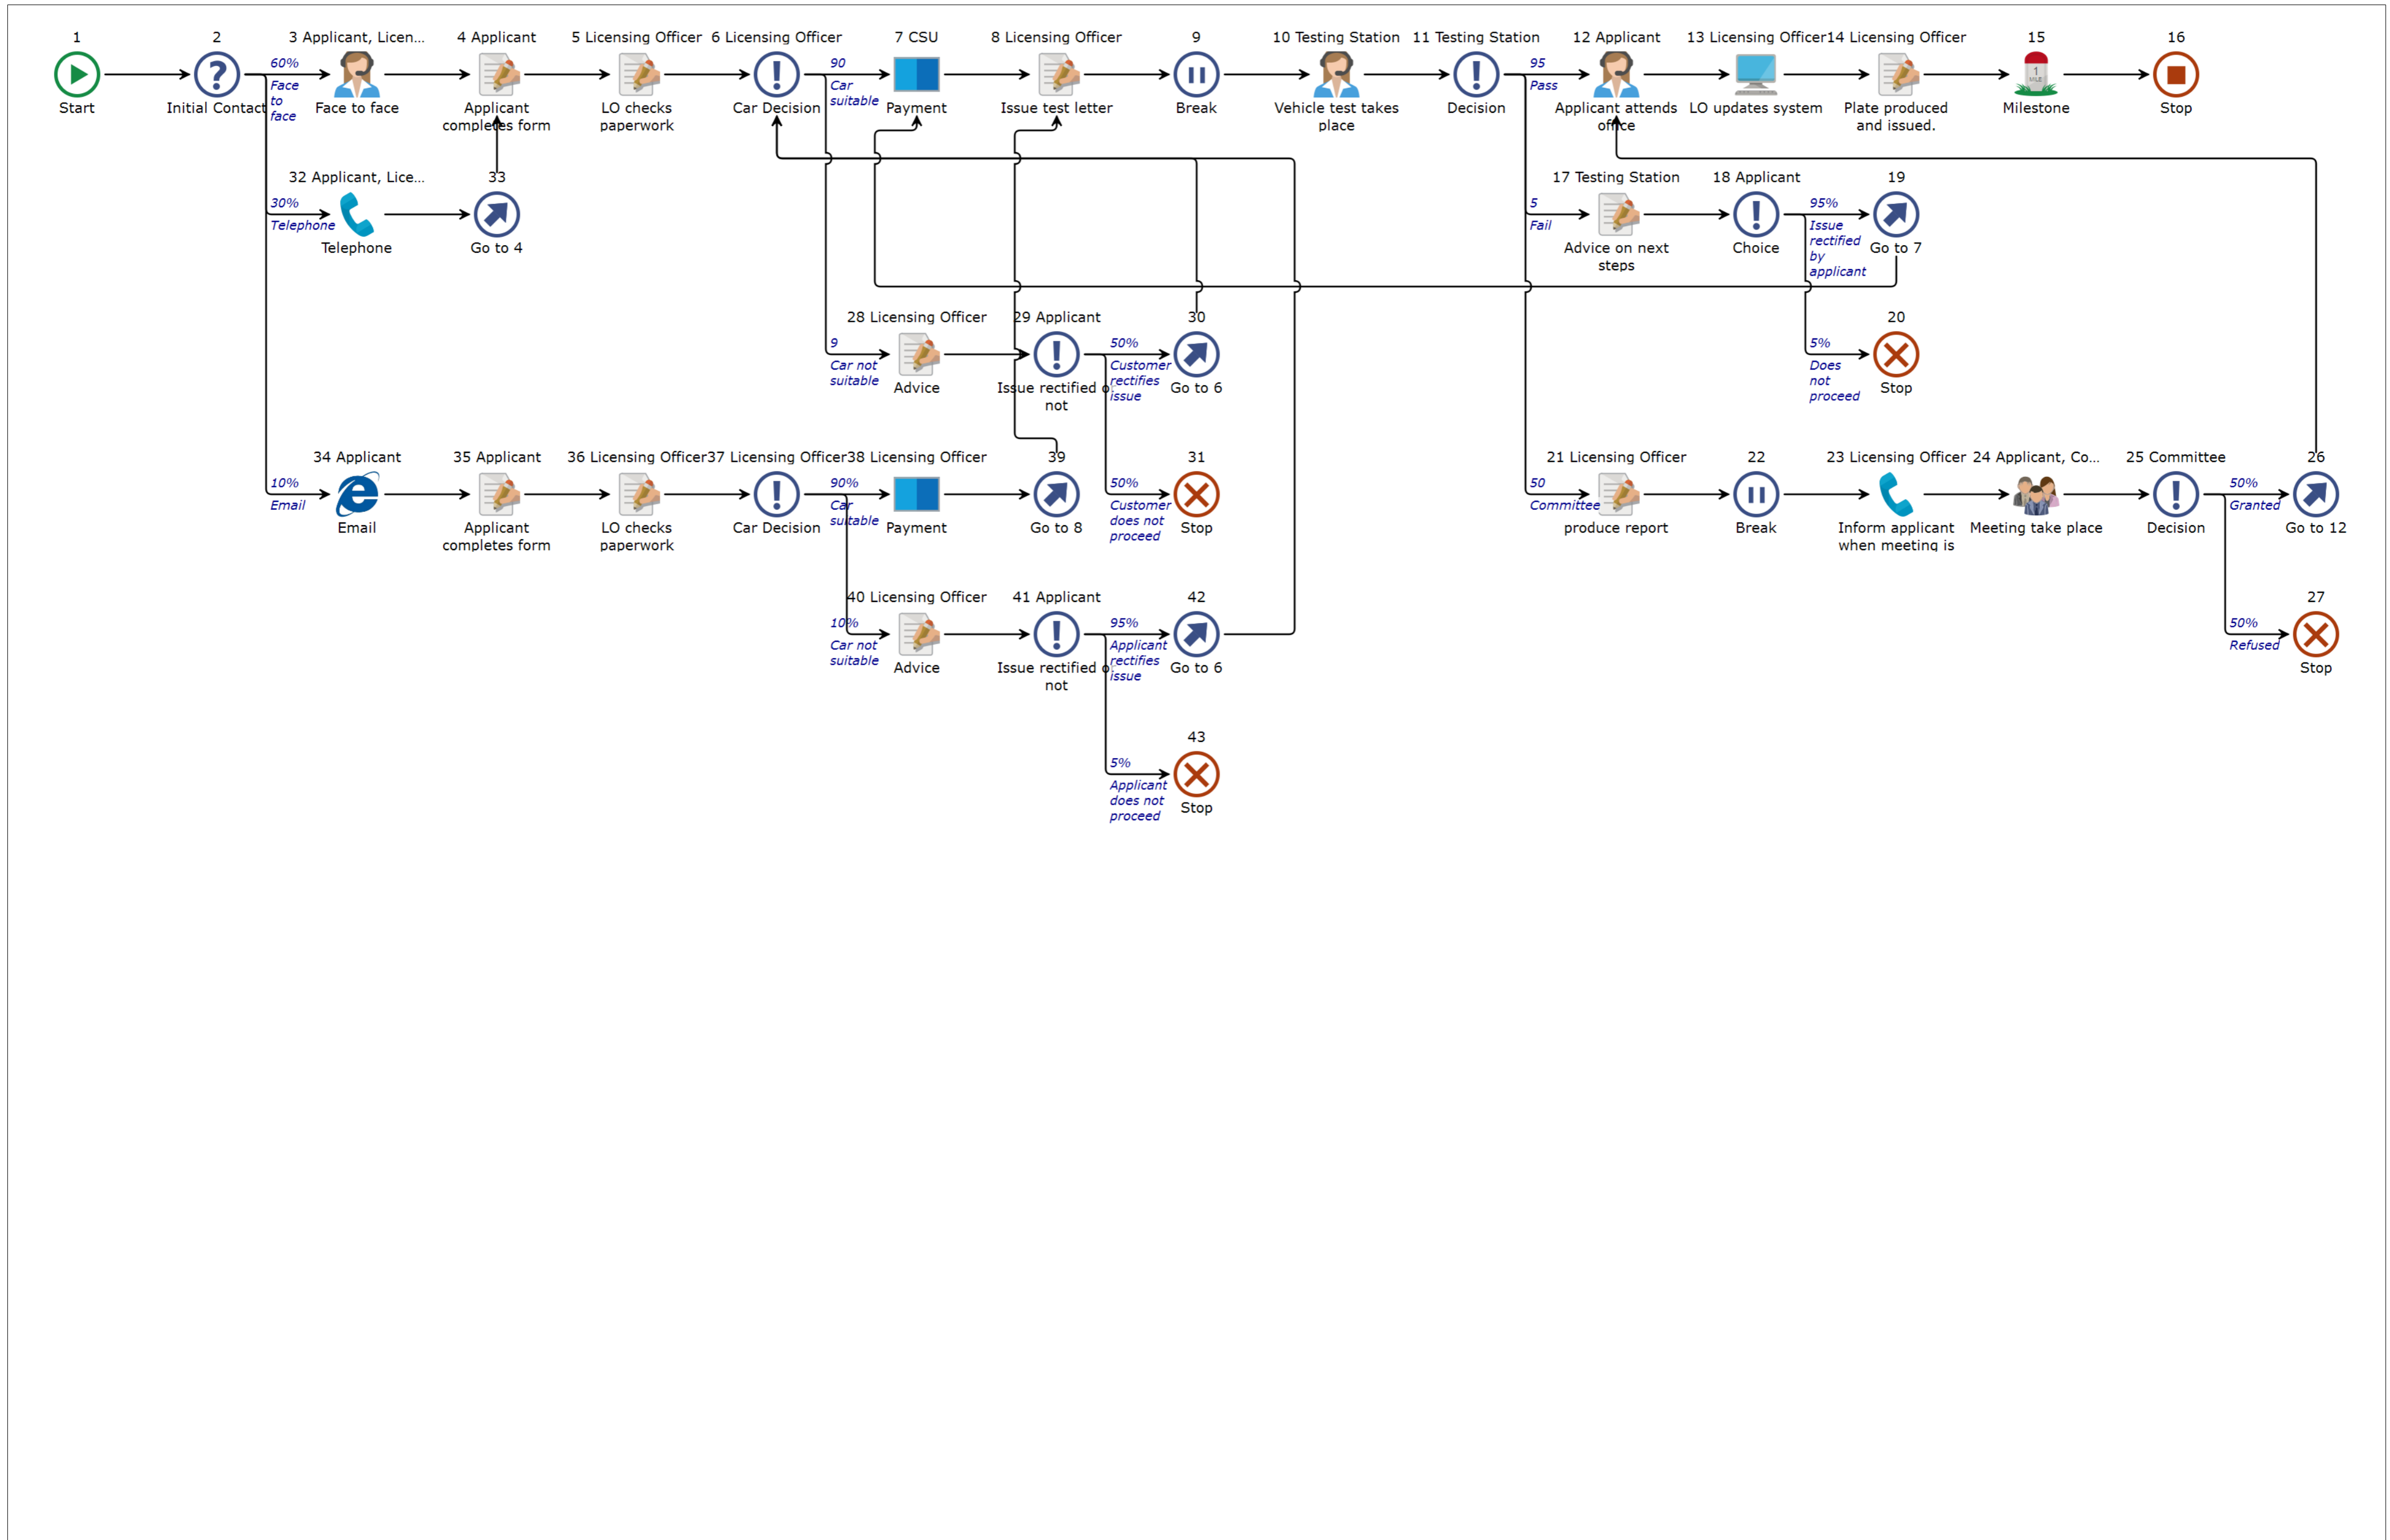 1
2
3 Applicant, Licen...
4 Applicant
5 Licensing Officer
6 Licensing Officer
7 CSU
8 Licensing Officer
9
10 Testing Station
11 Testing Station
12 Applicant
13 Licensing Officer
14 Licensing Officer
15
16
60%
90
95
Start
Initial Contact
Face
to
face
Face to face
Applicant
completes form
LO checks
paperwork
Car Decision
Car
suitable
Payment
Issue test letter
Break
Vehicle test takes
place
Decision
Pass
Applicant attends
office
LO updates system
Plate produced
and issued.
1
MILE
Milestone
Stop
32 Applicant, Lice...
33
17 Testing Station
18 Applicant
19
30%
Telephone
Telephone
Go to 4
5
Fail
Advice on next
steps
Choice
95%
Issue
rectified
by
applicant
Go to 7
28 Licensing Officer
29 Applicant
30
20
9
Car not
suitable
Advice
Issue rectified or
not
50%
Customer
rectifies
issue
Go to 6
5%
Does
not
proceed
Stop
34 Applicant
35 Applicant
36 Licensing Officer
37 Licensing Officer
38 Licensing Officer
39
31
21 Licensing Officer
22
23 Licensing Officer
24 Applicant, Co...
25 Committee
26
10%
Email
Email
Applicant
completes form
LO checks
paperwork
Car Decision
90%
Car
suitable
Payment
Go to 8
50%
Customer
does not
proceed
Stop
50
Committee
produce report
Break
Inform applicant
when meeting is
Meeting take place
Decision
50%
Granted
Go to 12
40 Licensing Officer
41 Applicant
42
27
10%
Car not
suitable
Advice
Issue rectified or
not
95%
Applicant
rectifies
issue
Go to 6
50%
Refused
Stop
43
5%
Applicant
does not
proceed
Stop